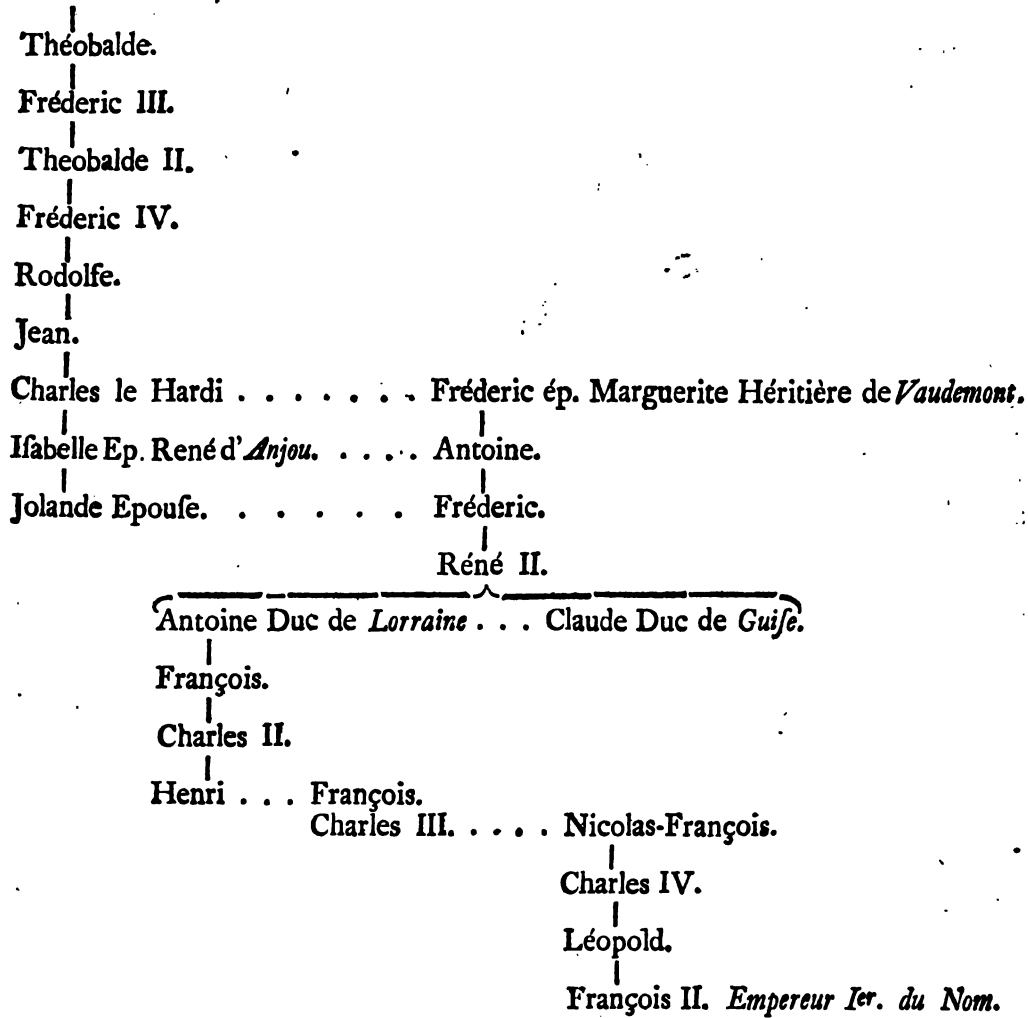 Théobalde.
Fréderic III.
Theobalde II.
Fréderic IV.
Rodolfe.
Jean.
Charles le Hardi . . . . . . . Fréderic ép. Marguerite Héritière de Vaudemont.
Iſabelle Ep. René d'Anjou. . . . . Antoine.
Jolande Epouſe. . . . . . . Fréderic.
Réné II.
Antoine Duc de Lorraine . . . Claude Duc de Guiſe.
François.
Charles II.
Henri . . . François.
Charles III. . . . . Nicolas-François.
Charles IV.
Léopold.
François II. Empereur Ier. du Nom.